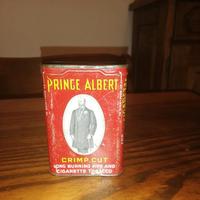 PRINCE ALBERT
CRIMP CUT
LONG BURNING PIPE AND
CIGARETTE TOBACCO